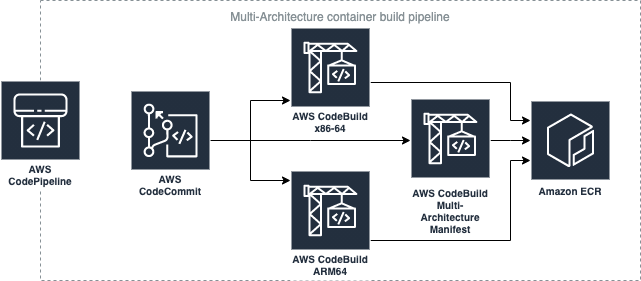 Multi-Architecture container build pipeline
</>
AWS CodeBuild
x86-64
</>
AWS
CodePipeline
</>
AWS
CodeCommit
</>
AWS CodeBuild
Multi-
Architecture
Manifest
Amazon ECR
</>
AWS CodeBuild
ARM64